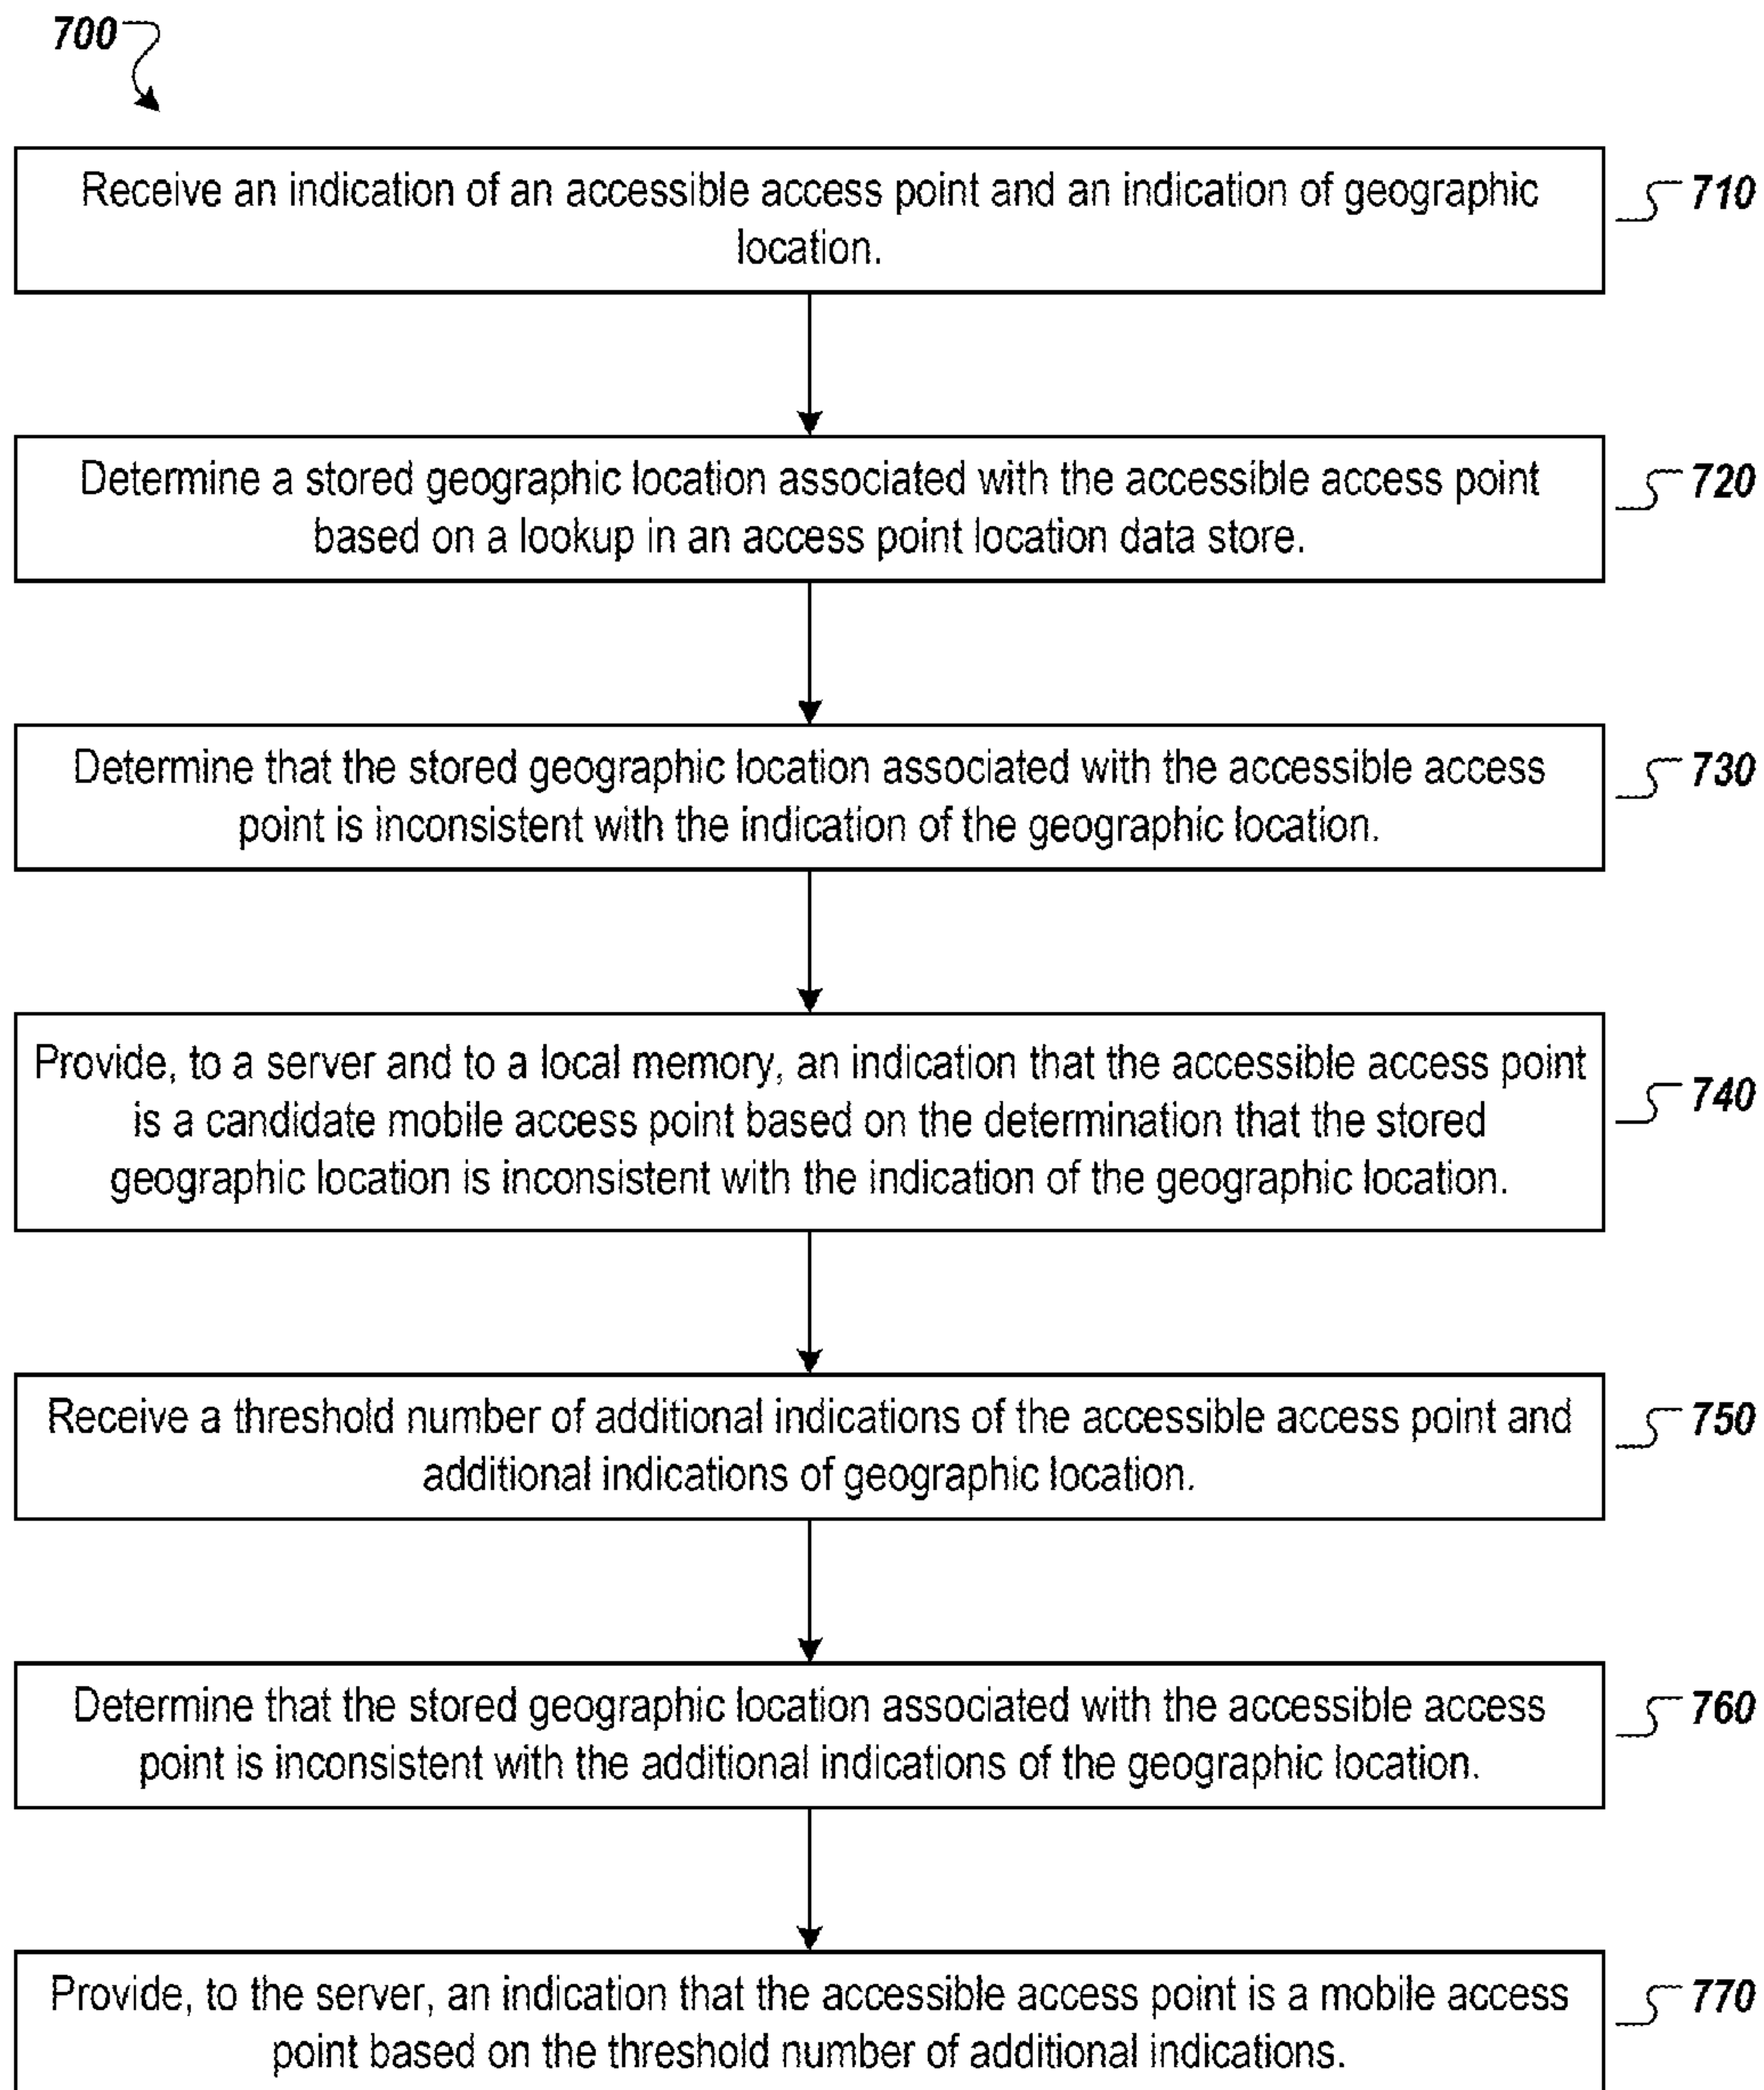 700
Receive an indication of an accessible access point and an indication of geographic
location.
710
Determine a stored geographic location associated with the accessible access point
based on a lookup in an access point location data store.
720
Determine that the stored geographic location associated with the accessible access
point is inconsistent with the indication of the geographic location.
730
Provide, to a server and to a local memory, an indication that the accessible access point
is a candidate mobile access point based on the determination that the stored
geographic location is inconsistent with the indication of the geographic location.
740
Receive a threshold number of additional indications of the accessible access point and
additional indications of geographic location.
750
Determine that the stored geographic location associated with the accessible access
point is inconsistent with the additional indications of the geographic location.
760
Provide, to the server, an indication that the accessible access point is a mobile access
point based on the threshold number of additional indications.
770